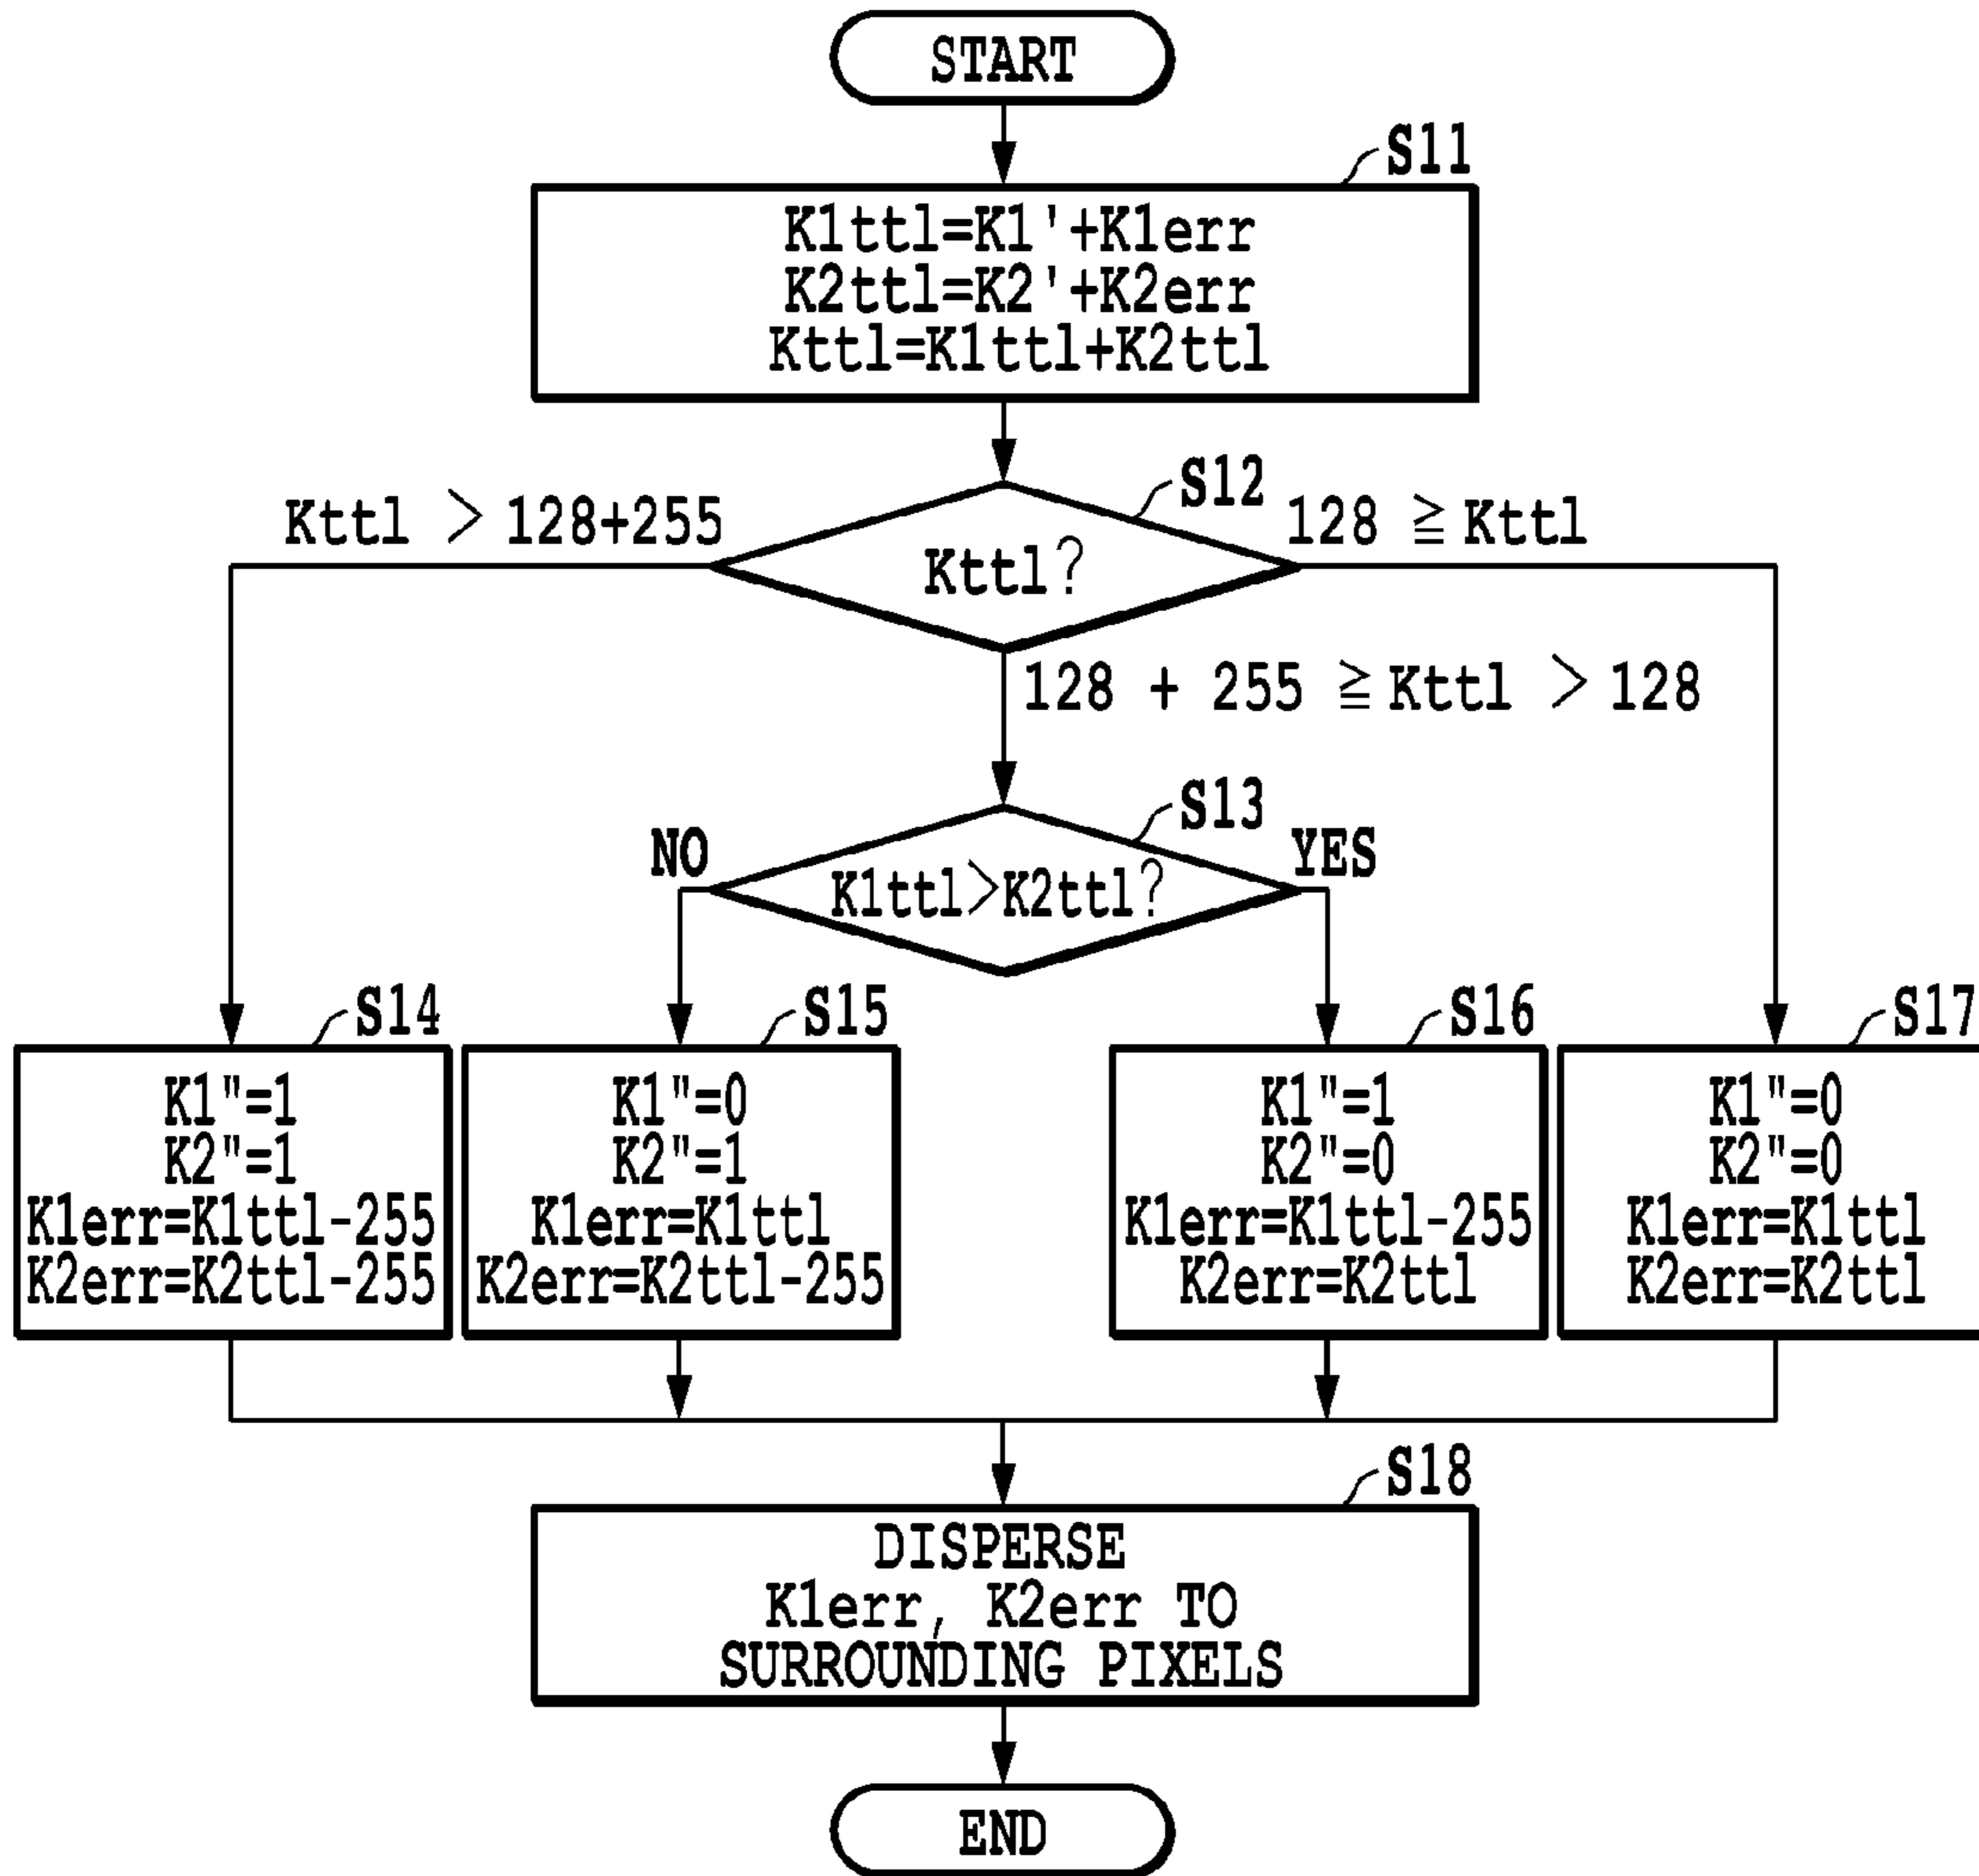 START
S11
K1ttl=K1'+K1err
K2ttl=K2'+K2err
Kttl=K1ttl+K2ttl
S12
Kttl > 128+255
128 ≧ Kttl
Kttl?
128 + 255 ≧ Kttl > 128
S13
NO
YES
K1ttl>K2ttl?
S14
K1"=1
K2"=1
K1err=K1ttl-255
K2err=K2ttl-255
S15
K1"=0
K2"=1
K1err=K1ttl
K2err=K2ttl-255
S16
K1"=1
K2"=0
K1err=K1ttl-255
K2err=K2ttl
S17
K1"=0
K2"=0
K1err=K1ttl
K2err=K2ttl
S18
DISPERSE
K1err, K2err TO
SURROUNDING PIXELS
END